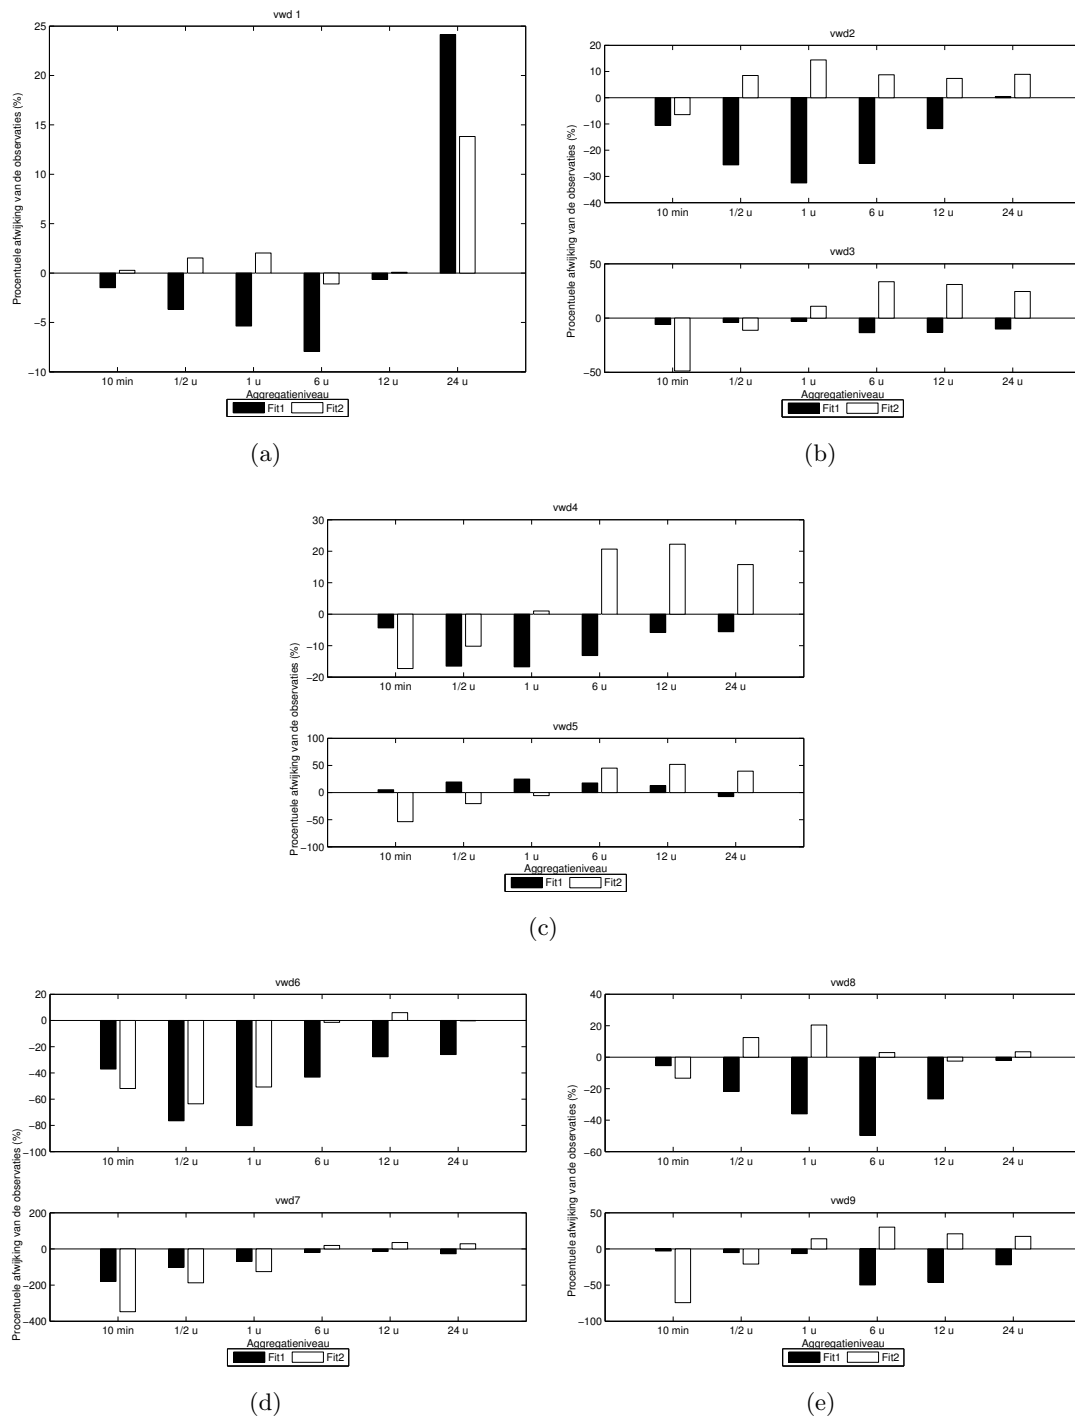 vwd 1
Procentuele afwijking van de observaties (%)
25
20
15
10
5
0
−5
−10
10 min 1/2 u 1 u 6 u 12 u 24 u
Aggregatieniveau
Fit1 Fit2
(a)
vwd2
Procentuele afwijking van de observaties (%)
20
10
0
−10
−20
−30
−40
10 min 1/2 u 1 u 6 u 12 u 24 u
vwd3
50
0
−50
10 min 1/2 u 1 u 6 u 12 u 24 u
Aggregatieniveau
Fit1 Fit2
(b)
vwd4
Procentuele afwijking van de observaties (%)
30
20
10
0
−10
−20
10 min 1/2 u 1 u 6 u 12 u 24 u
vwd5
100
50
0
−50
−100
10 min 1/2 u 1 u 6 u 12 u 24 u
Aggregatieniveau
Fit1 Fit2
(c)
vwd6
Procentuele afwijking van de observaties (%)
20
0
−20
−40
−60
−80
−100
10 min 1/2 u 1 u 6 u 12 u 24 u
vwd7
200
0
−200
−400
10 min 1/2 u 1 u 6 u 12 u 24 u
Aggregatieniveau
Fit1 Fit2
(d)
vwd8
Procentuele afwijking van de observaties (%)
40
20
0
−20
−40
−60
10 min 1/2 u 1 u 6 u 12 u 24 u
vwd9
50
0
−50
−100
10 min 1/2 u 1 u 6 u 12 u 24 u
Aggregatieniveau
Fit1 Fit2
(e)